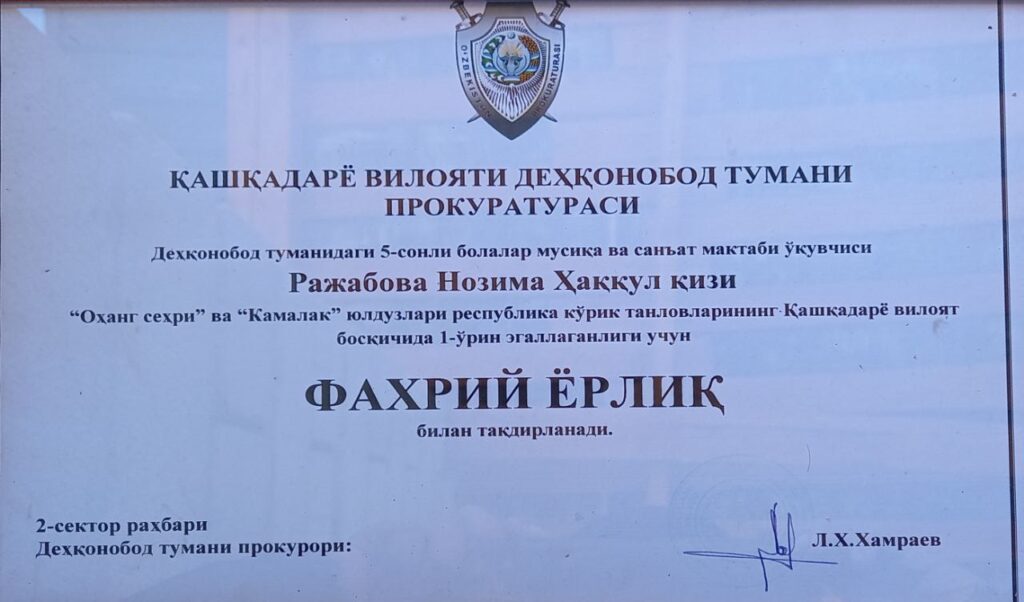 O‘ZBEKISTON PROKURATURASI
ҚАШҚАДАРЁ ВИЛОЯТИ ДЕҲҚОНОБОД ТУМАНИ
ПРОКУРАТУРАСИ
Деҳқонобод туманидаги 5-сонли болалар мусиқа ва санъат мактаби ўқувчиси
Ражабова Нозима Ҳаққул қизи
“Оҳанг сеҳри” ва “Камалак” юлдузлари республика кўрик танловларининг Қашқадарё вилоят
босқичида 1-ўрин эгаллаганлиги учун
ФАХРИЙ ЁРЛИҚ
билан тақдирланади.
2-сектор раҳбари
Деҳқонобод тумани прокурори:
Л.Х.Хамраев